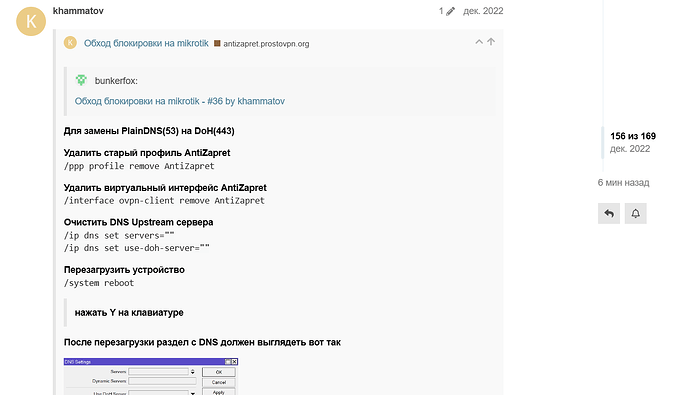 K
khammatov
1
дек. 2022
K
Обход блокировки на mikrotik
antizapret.prostovpn.org
bunkerfox:
Обход блокировки на mikrotik - #36 by khammatov
Для замены PlainDNS(53) на DoH(443)
Удалить старый профиль AntiZapret
/ppp profile remove AntiZapret
Удалить виртуальный интерфейс AntiZapret
/interface ovpn-client remove AntiZapret
Очистить DNS Upstream сервера
/ip dns set servers=""
/ip dns set use-doh-server=""
Перезагрузить устройство
/system reboot
нажать Y на клавиатуре
После перезагрузки раздел с DNS должен выглядеть вот так
DNS Settings
Servers:
OK
Dynamic Servers:
Cancel
Use DoH Server:
Apply
156 из 169
дек. 2022
6 мин назад